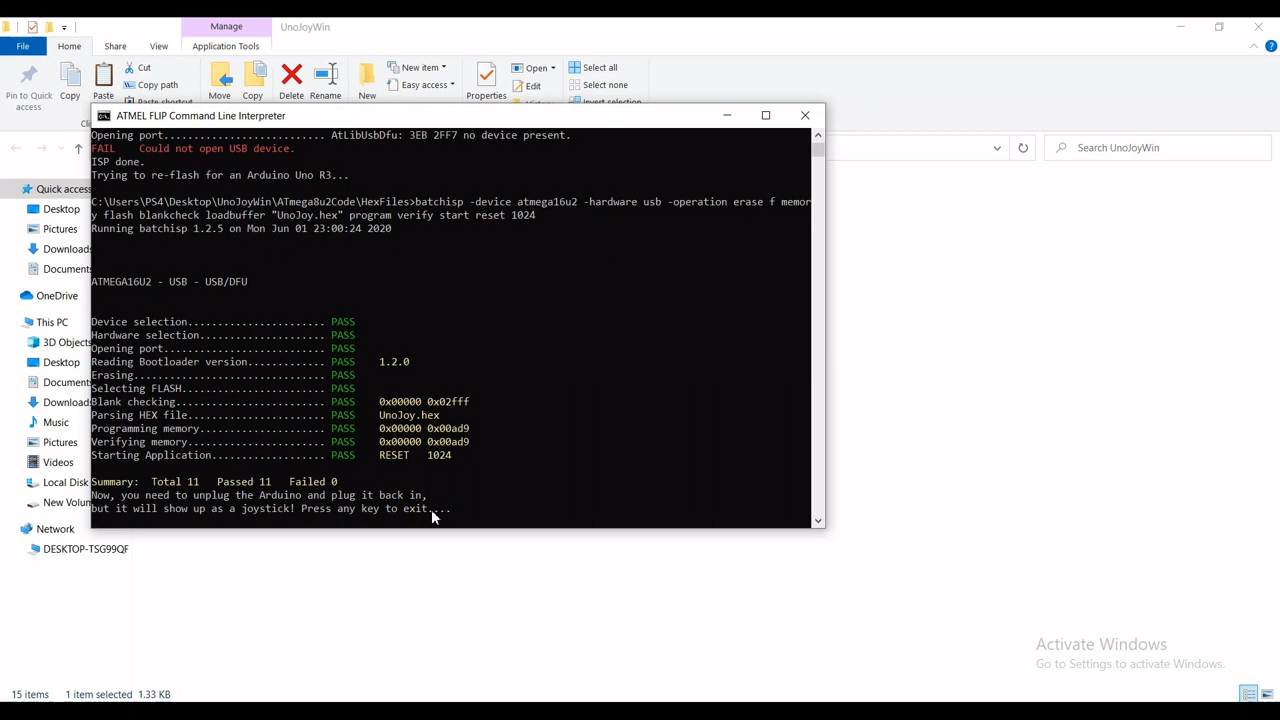 Manage
UnoJoyWin
File
Home
Share
View
Application Tools
Pin to Quick
access
Copy
Paste
Cut
Copy path
Paste shortcut
Move
Copy
Delete
Rename
New
New item
Easy access
Properties
Open
Edit
History
Select all
Select none
Invert selection
ATMEL FLIP Command Line Interpreter
Opening port........................... AtLibUsbDfu: 3EB 2FF7 no device present.
FAIL    Could not open USB device.
ISP done.
Trying to re-flash for an Arduino Uno R3...
C:\Users\PS4\Desktop\UnoJoyWin\ATmega8u2Code\HexFiles>batchisp -device atmega16u2 -hardware usb -operation erase f memor
y flash blankcheck loadbuffer "UnoJoy.hex" program verify start reset 1024
Running batchisp 1.2.5 on Mon Jun 01 23:00:24 2020
ATMEGA16U2 - USB - USB/DFU
Device selection....................... PASS
Hardware selection..................... PASS
Opening port........................... PASS
Reading Bootloader version............. PASS    1.2.0
Erasing................................ PASS
Selecting FLASH........................ PASS
Blank checking......................... PASS    0x00000 0x02fff
Parsing HEX file....................... PASS    UnoJoy.hex
Programming memory..................... PASS    0x00000 0x00ad9
Verifying memory....................... PASS    0x00000 0x00ad9
Starting Application................... PASS    RESET   1024
Summary:  Total 11   Passed 11   Failed 0
Now, you need to unplug the Arduino and plug it back in,
but it will show up as a joystick! Press any key to exit....
Search UnoJoyWin
Quick access
Desktop
Pictures
Downloads
Documents
OneDrive
This PC
3D Objects
Desktop
Documents
Downloads
Music
Pictures
Videos
Local Disk
New Volu
Network
DESKTOP-TSG99QF
Activate Windows
Go to Settings to activate Windows.
15 items
1 item selected 1.33 KB